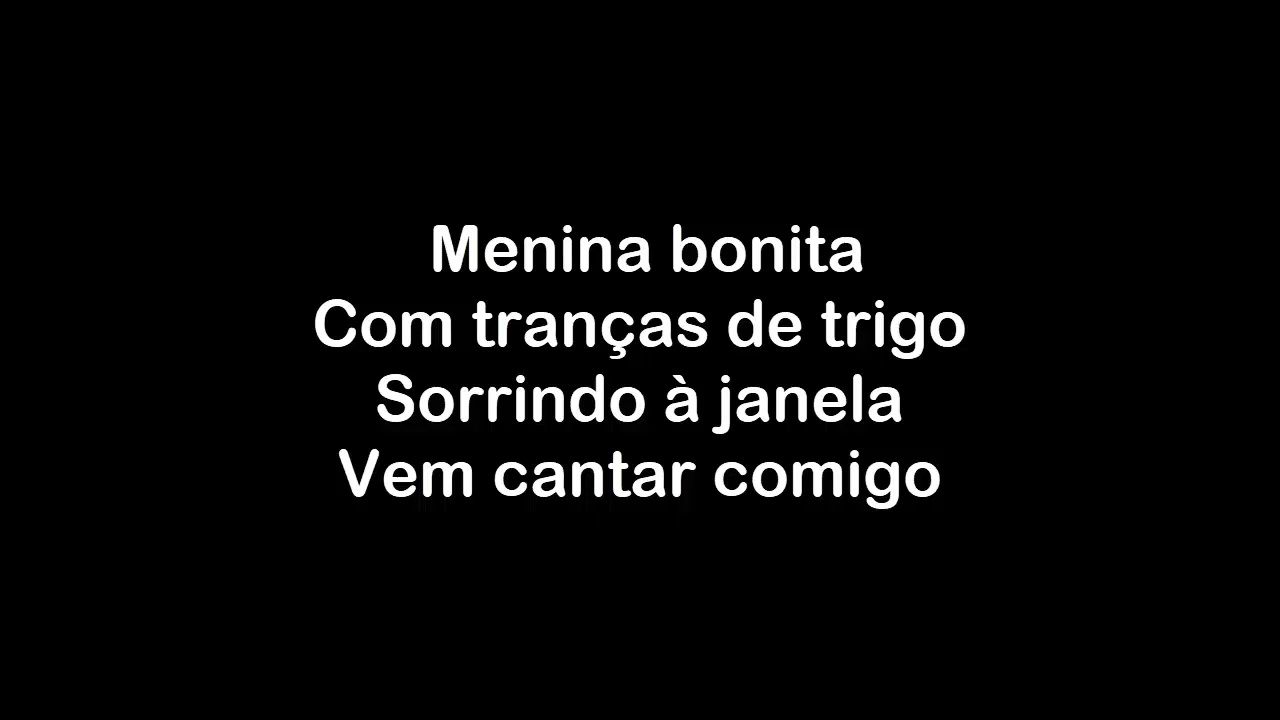 Menina bonita
Com tranças de trigo
Sorrindo à janela
Vem cantar comigo